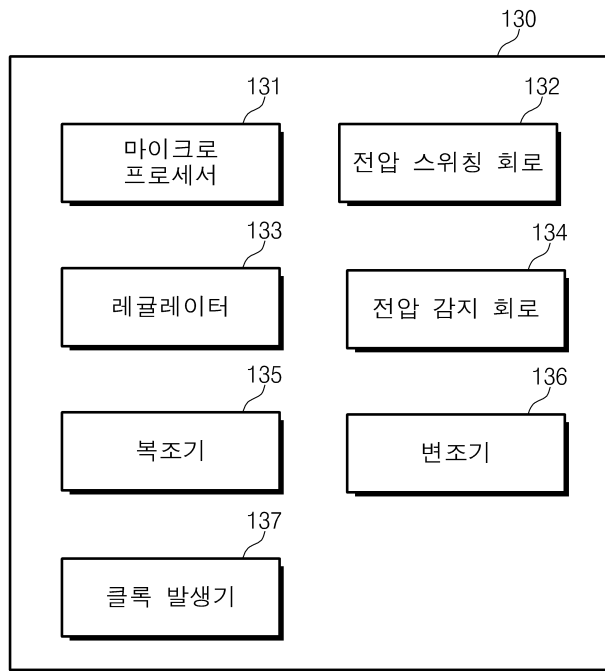 130
131
마이크로
프로세서
132
전압 스위칭 회로
133
레귤레이터
134
전압 감지 회로
135
복조기
136
변조기
137
클록 발생기